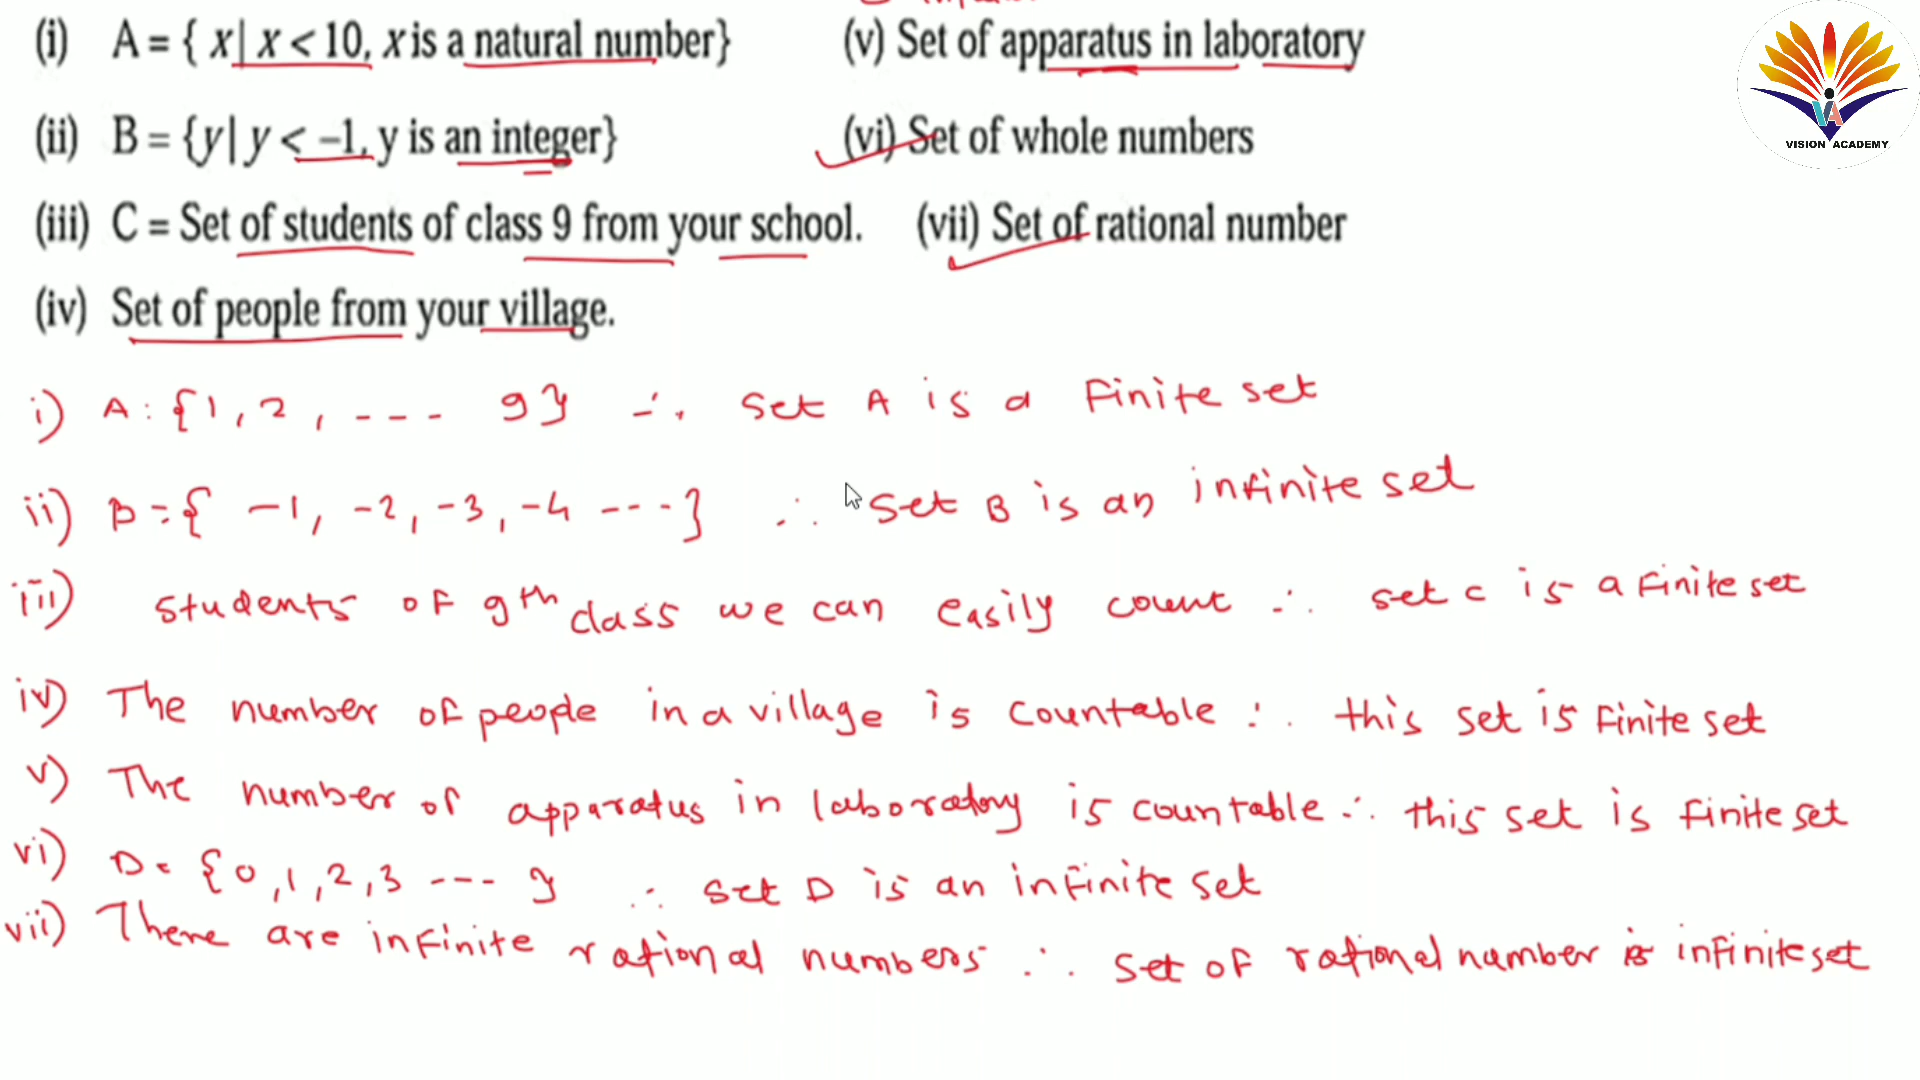 (i) A = { x | x < 10, x is a natural number}
(v) Set of apparatus in laboratory
(ii) B = {y | y < –1, y is an integer}
(vi) Set of whole numbers
(iii) C = Set of students of class 9 from your school.
(vii) Set of rational number
(iv) Set of people from your village.
VISION ACADEMY
i) A : {1, 2, ---- 9} ∴ Set A is a Finite set
ii) B = { -1, -2, -3, -4 ---- } ∴ Set B is an infinite set
iii) students of 9th class we can easily count ∴ set c is a finite set
iv) The number of people in a village is countable ∴ this set is finite set
v) The number of apparatus in laboratory is countable ∴ this set is finite set
vi) D = {0, 1, 2, 3 ---- } ∴ set D is an infinite set
vii) There are infinite rational numbers ∴ set of rational number is infinite set